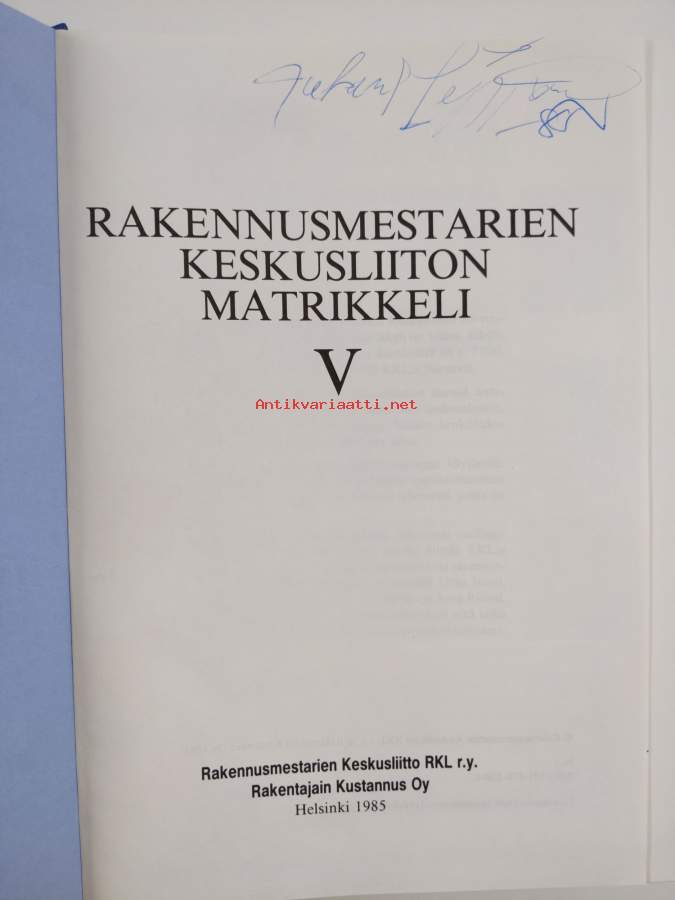 RAKENNUSMESTARIEN
KESKUSLIITON
MATRIKKELI
V
Antikvariaatti.net
Rakennusmestarien Keskusliitto RKL r.y.
Rakentajain Kustannus Oy
Helsinki 1985